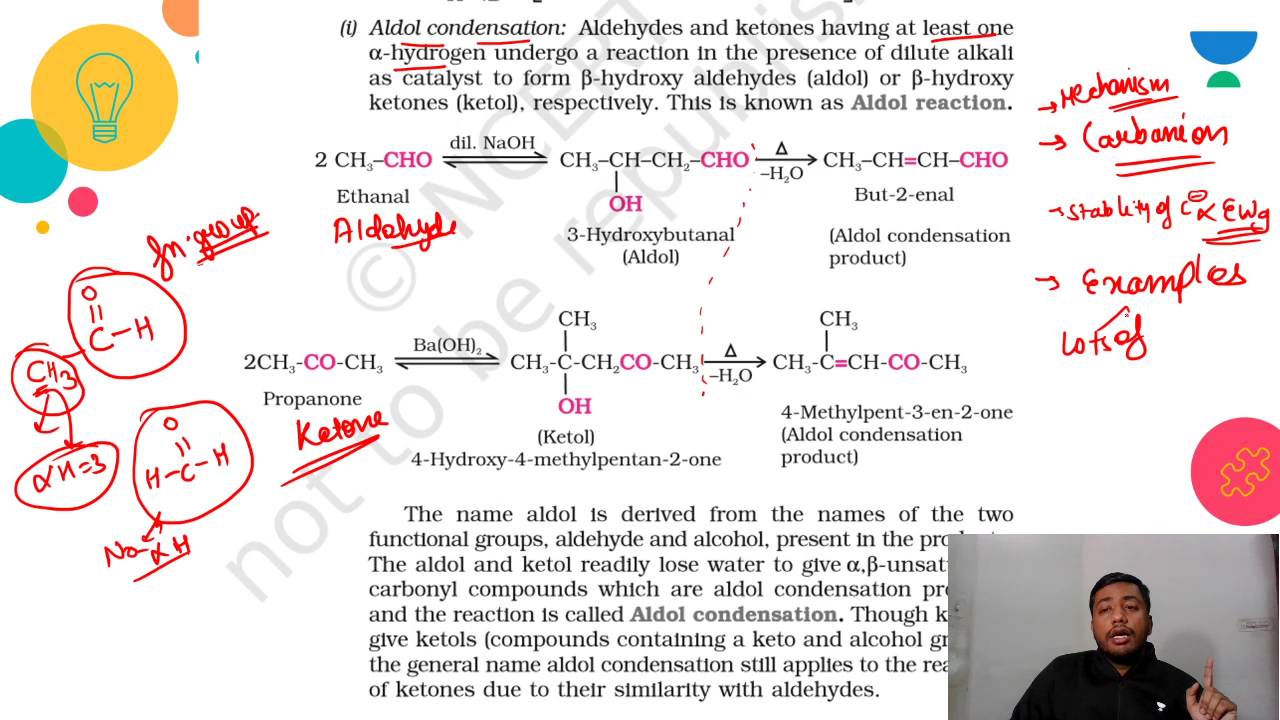 (i) Aldol condensation: Aldehydes and ketones having at least one
α-hydrogen undergo a reaction in the presence of dilute alkali
as catalyst to form β-hydroxy aldehydes (aldol) or β-hydroxy
ketones (ketol), respectively. This is known as Aldol reaction.
2 CH₃–CHO dil. NaOH CH₃–CH–CH₂–CHO Δ –H₂O CH₃–CH=CH–CHO
OH
Ethanal
3-Hydroxybutanal
(Aldol)
But-2-enal
(Aldol condensation
product)
Aldehyde
CH₃ CH₃
2CH₃-CO-CH₃ Ba(OH)₂ CH₃-C-CH₂CO-CH₃ Δ –H₂O CH₃-C=CH-CO-CH₃
OH
Propanone
(Ketol)
4-Hydroxy-4-methylpentan-2-one
4-Methylpent-3-en-2-one
(Aldol condensation
product)
Ketone
The name aldol is derived from the names of the two
functional groups, aldehyde and alcohol, present in the
The aldol and ketol readily lose water to give α,β-
carbonyl compounds which are aldol condensation
and the reaction is called Aldol condensation. Though
give ketols (compounds containing a keto and alcohol
the general name aldol condensation still applies to the
of ketones due to their similarity with aldehydes.
fn. group
O
C–H
CH3
αH=3
O
H–C–H
No αH
→ Mechanism
→ Carbanion
→ Stability of C⊖ ∝ EWG
→ Examples
Lots of
© NCERT
not to be republish